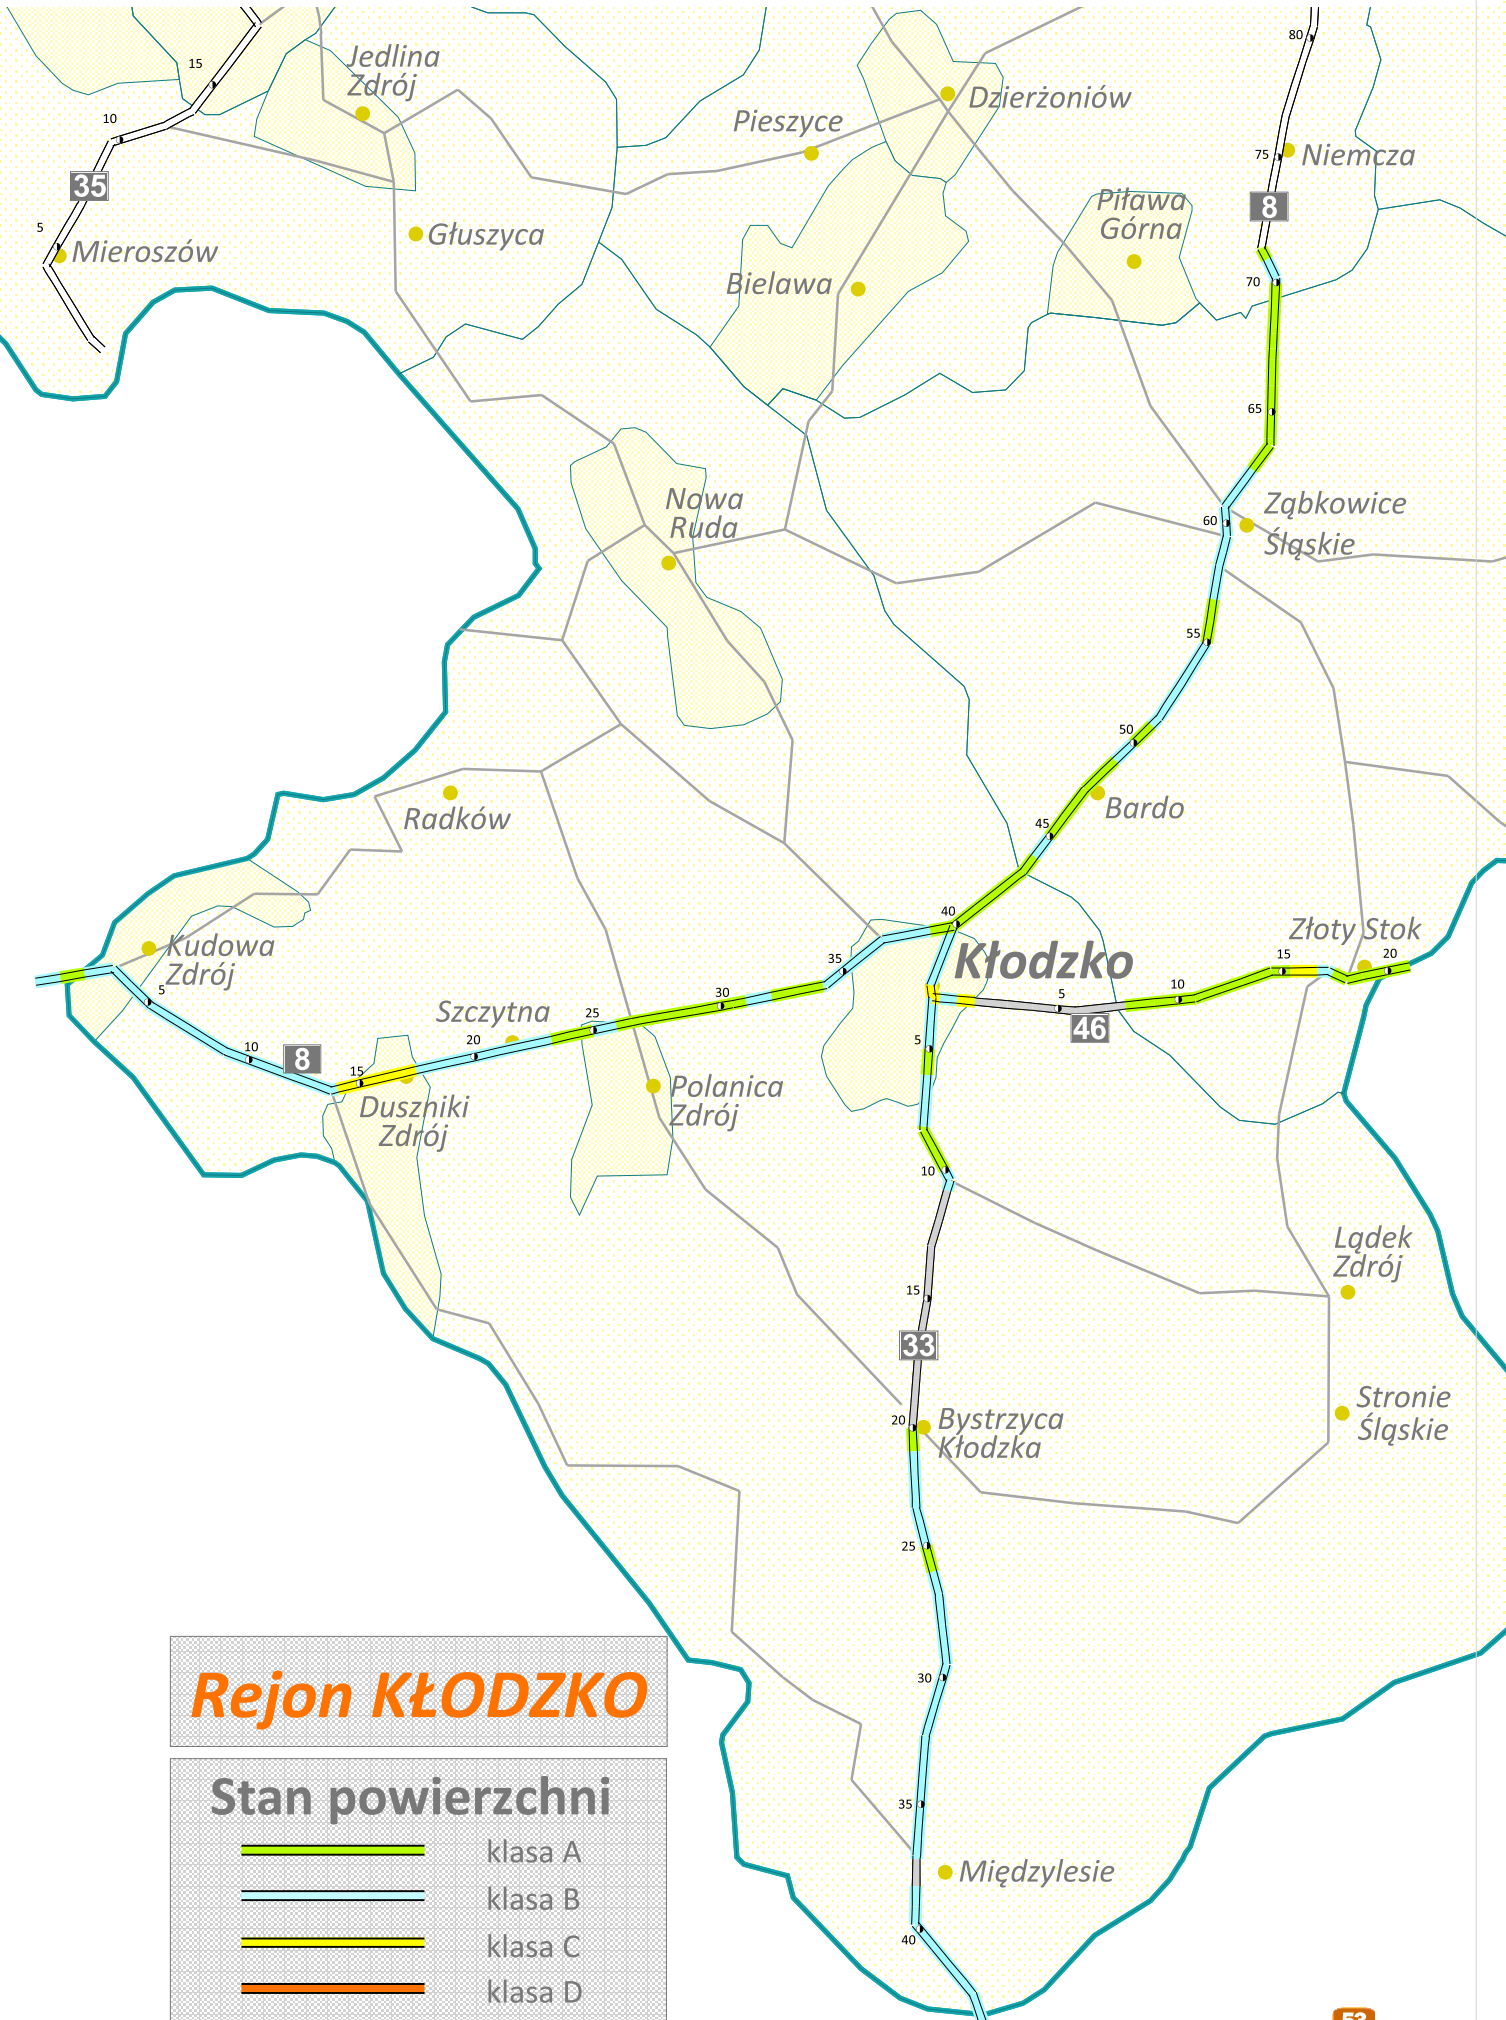 80
15
Jedlina
Zdrój
Dzierżoniów
10
Pieszyce
75
Niemcza
35
Piława
Górna
8
5
Mieroszów
Głuszyca
Bielawa
70
65
Nowa
Ruda
Ząbkowice
60
Śląskie
55
50
Radków
Bardo
45
40
Złoty Stok
Kudowa
Zdrój
35
Kłodzko
15
20
5
30
10
5
Szczytna
25
46
20
5
10
8
15
Duszniki
Zdrój
Polanica
Zdrój
10
Lądek
Zdrój
15
33
20
Bystrzyca
Kłodzka
Stronie
Śląskie
25
30
Rejon KŁODZKO
Stan powierzchni
35
klasa A
Międzylesie
klasa B
40
klasa C
klasa D